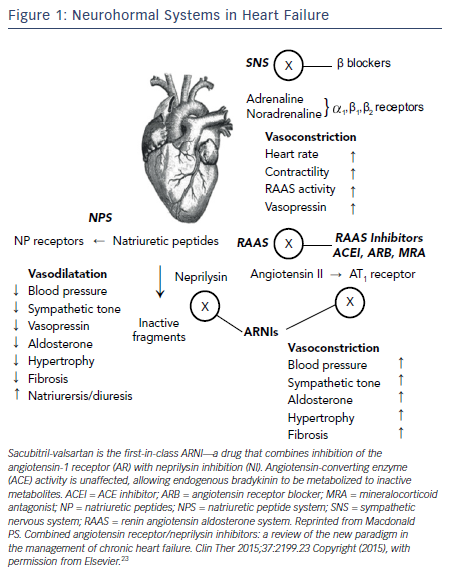 Figure 1: Neurohormal Systems in Heart Failure
SNS X β blockers
Adrenaline
Noradrenaline } α₁,β₁,β₂ receptors
Vasoconstriction
Heart rate ↑
Contractility ↑
RAAS activity ↑
Vasopressin ↑
NPS
NP receptors ← Natriuretic peptides
RAAS X RAAS Inhibitors
ACEI, ARB, MRA
Angiotensin II → AT₁ receptor
Vasodilatation
↓ Blood pressure
↓ Sympathetic tone
↓ Vasopressin
↓ Aldosterone
↓ Hypertrophy
↓ Fibrosis
↑ Natriurersis/diuresis
Neprilysin
X
Inactive
fragments
X
ARNIs
Vasoconstriction
Blood pressure ↑
Sympathetic tone ↑
Aldosterone ↑
Hypertrophy ↑
Fibrosis ↑
Sacubitril-valsartan is the first-in-class ARNI—a drug that combines inhibition of the
angiotensin-1 receptor (AR) with neprilysin inhibition (NI). Angiotensin-converting enzyme
(ACE) activity is unaffected, allowing endogenous bradykinin to be metabolized to inactive
metabolites. ACEI = ACE inhibitor; ARB = angiotensin receptor blocker; MRA = mineralocorticoid
antagonist; NP = natriuretic peptides; NPS = natriuretic peptide system; SNS = sympathetic
nervous system; RAAS = renin angiotensin aldosterone system. Reprinted from Macdonald
PS. Combined angiotensin receptor/neprilysin inhibitors: a review of the new paradigm in
the management of chronic heart failure. Clin Ther 2015;37:2199.23 Copyright (2015), with
permission from Elsevier.²³